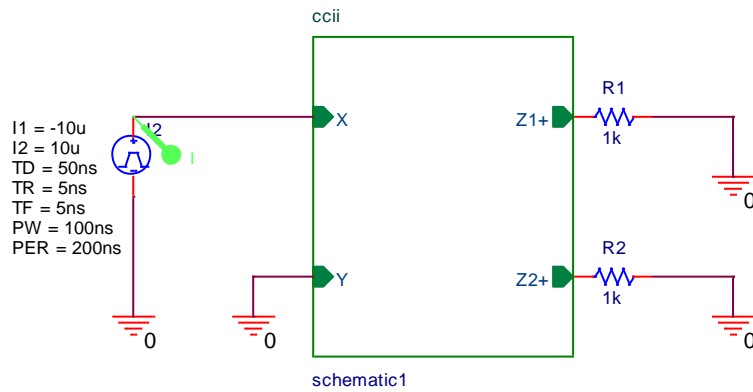 ccii
I1 = -10u
I2 = 10u
TD = 50ns
TR = 5ns
TF = 5ns
PW = 100ns
PER = 200ns
I2
+
-
I
X
Y
Z1+
Z2+
R1
1k
R2
1k
0
0
0
0
schematic1